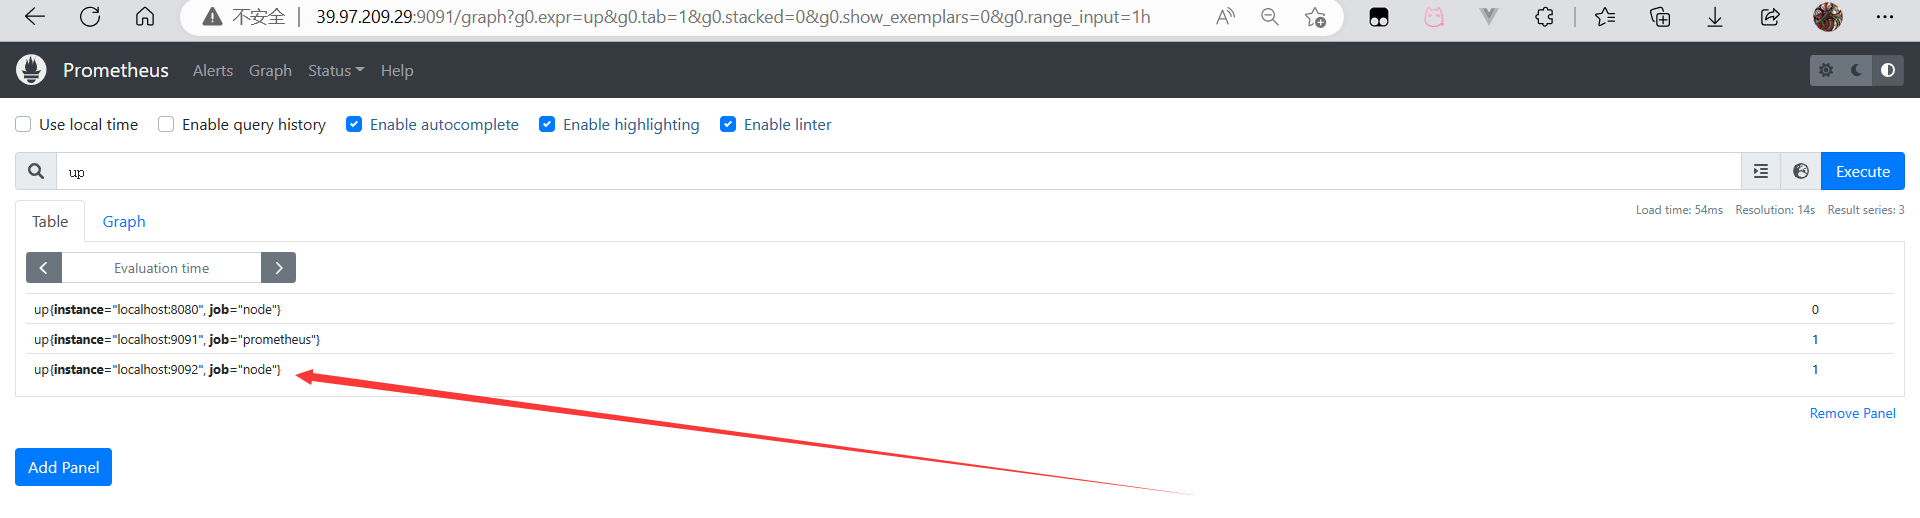 不安全 39.97.209.29:9091/graph?g0.expr=up&g0.tab=1&g0.stacked=0&g0.show_exemplars=0&g0.range_input=1h
Prometheus Alerts Graph Status Help
Use local time Enable query history Enable autocomplete Enable highlighting Enable linter
up Execute
Table Graph Load time: 54ms Resolution: 14s Result series: 3
Evaluation time
up{instance="localhost:8080", job="node"} 0
up{instance="localhost:9091", job="prometheus"} 1
up{instance="localhost:9092", job="node"} 1
Remove Panel
Add Panel